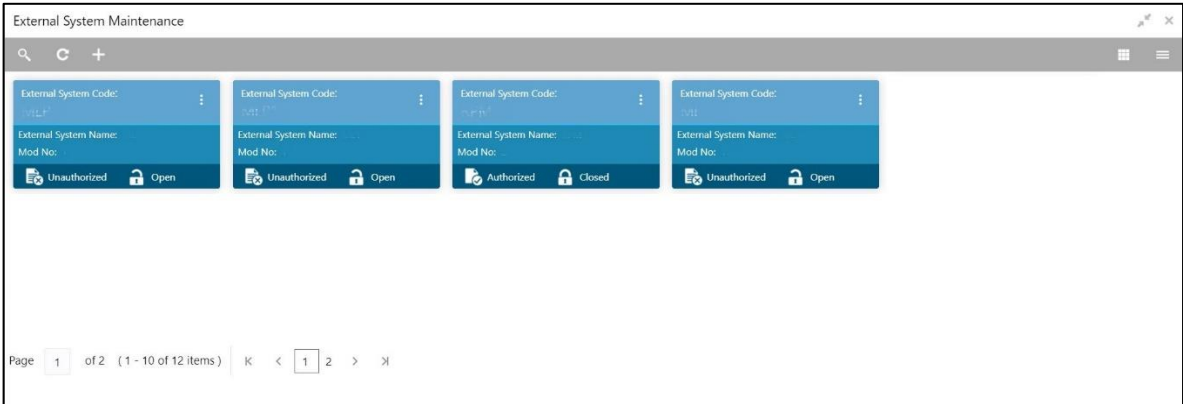 External System Maintenance
External System Code: External System Code: External System Code: External System Code:
External System Name: External System Name: External System Name: External System Name:
Mod No: Mod No: Mod No: Mod No:
Unauthorized Open Unauthorized Open Authorized Closed Unauthorized Open
Page 1 of 2 ( 1 - 10 of 12 items ) 1 2